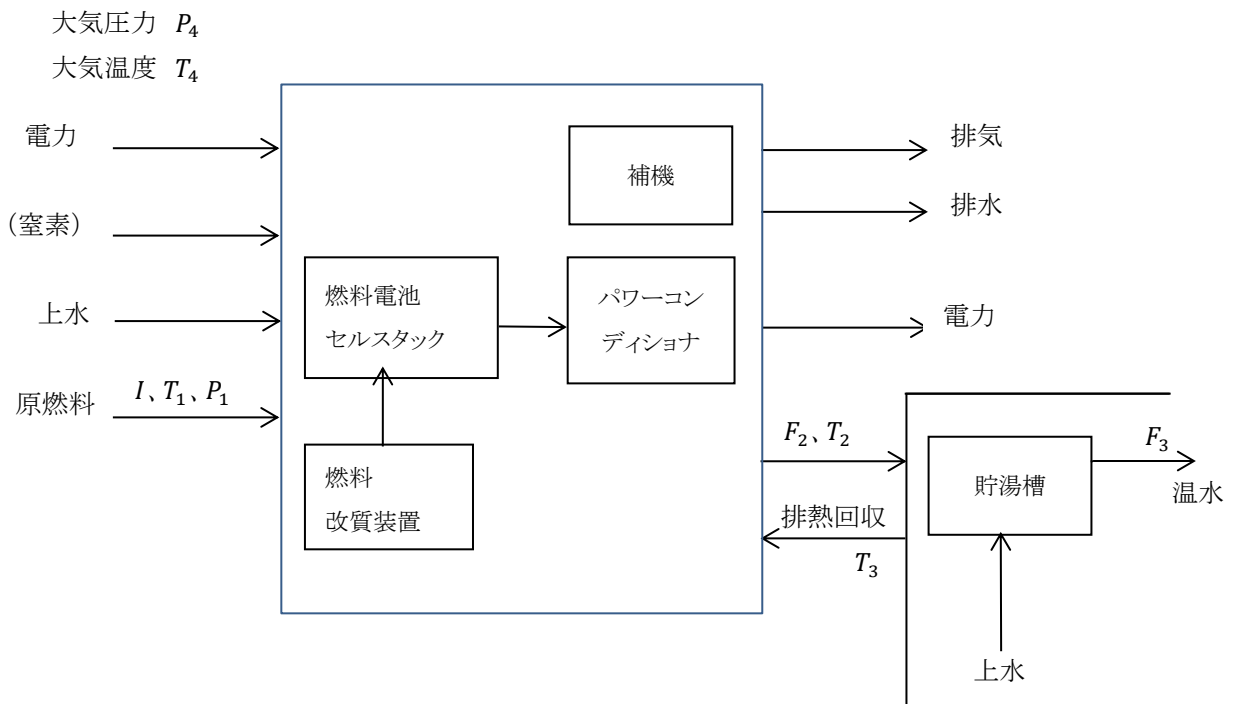 大気圧力 P₄
大気温度 T₄
電力
(窒素)
上水
原燃料
I、T₁、P₁
補機
燃料電池
セルスタック
パワーコン
ディショナ
燃料
改質装置
排気
排水
電力
F₂、T₂
排熱回収
T₃
貯湯槽
F₃
温水
上水